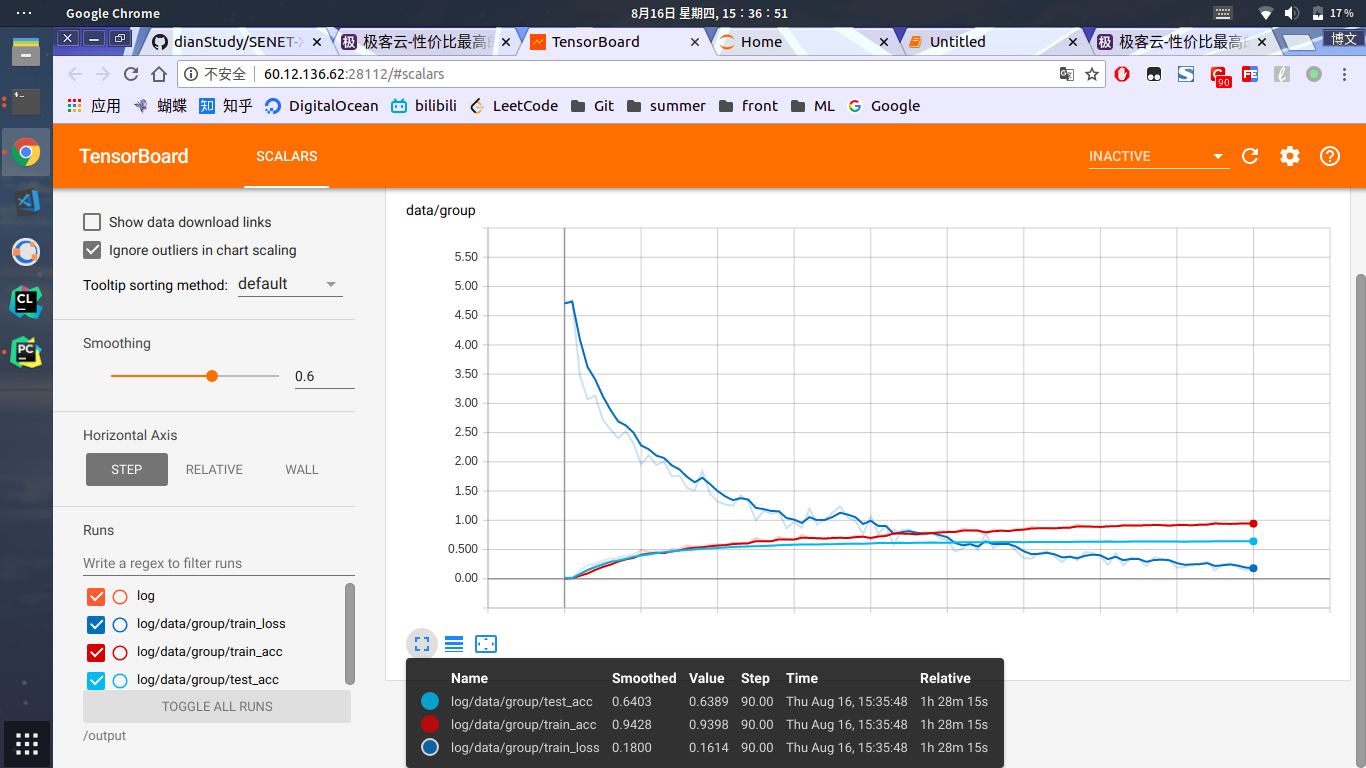 Google Chrome
8月16日 星期四, 15：36：51
17 %
dianStudy/SENET-
极客云-性价比最高
TensorBoard
Home
Untitled
极客云-性价比最高
博文
不安全
60.12.136.62:28112/#scalars
90
应用 蝴蝶 知 知乎 DigitalOcean bilibili LeetCode Git summer front ML Google
TensorBoard SCALARS INACTIVE
Show data download links
Ignore outliers in chart scaling
Tooltip sorting method: default
Smoothing
0.6
Horizontal Axis
STEP RELATIVE WALL
Runs
Write a regex to filter runs
log
log/data/group/train_loss
log/data/group/train_acc
log/data/group/test_acc
TOGGLE ALL RUNS
/output
data/group
5.50
5.00
4.50
4.00
3.50
3.00
2.50
2.00
1.50
1.00
0.500
0.00
Name Smoothed Value Step Time Relative
log/data/group/test_acc 0.6403 0.6389 90.00 Thu Aug 16, 15:35:48 1h 28m 15s
log/data/group/train_acc 0.9428 0.9398 90.00 Thu Aug 16, 15:35:48 1h 28m 15s
log/data/group/train_loss 0.1800 0.1614 90.00 Thu Aug 16, 15:35:48 1h 28m 15s